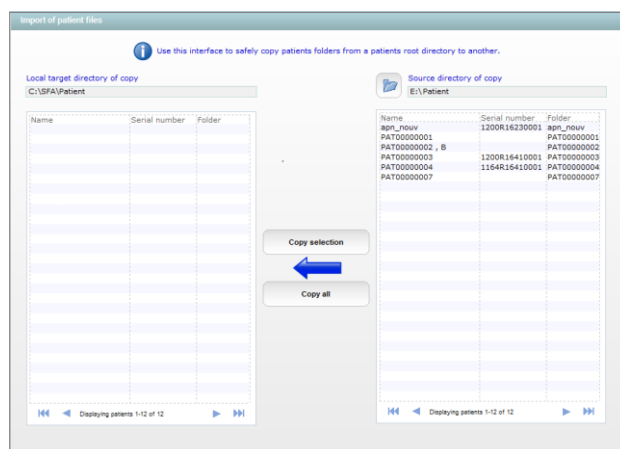 Import of patient files
Use this interface to safely copy patients folders from a patients root directory to another.
Local target directory of copy
C:\SFA\Patient
Name Serial number Folder
Displaying patients 1-12 of 12
Copy selection
Copy all
Source directory of copy
E:\Patient
Name Serial number Folder
apn_nouv 1200R16230001 apn_nouv
PAT00000001 PAT00000001
PAT00000002 , B PAT00000002
PAT00000003 1200R16410001 PAT00000003
PAT00000004 1164R16410001 PAT00000004
PAT00000007 PAT00000007
Displaying patients 1-12 of 12